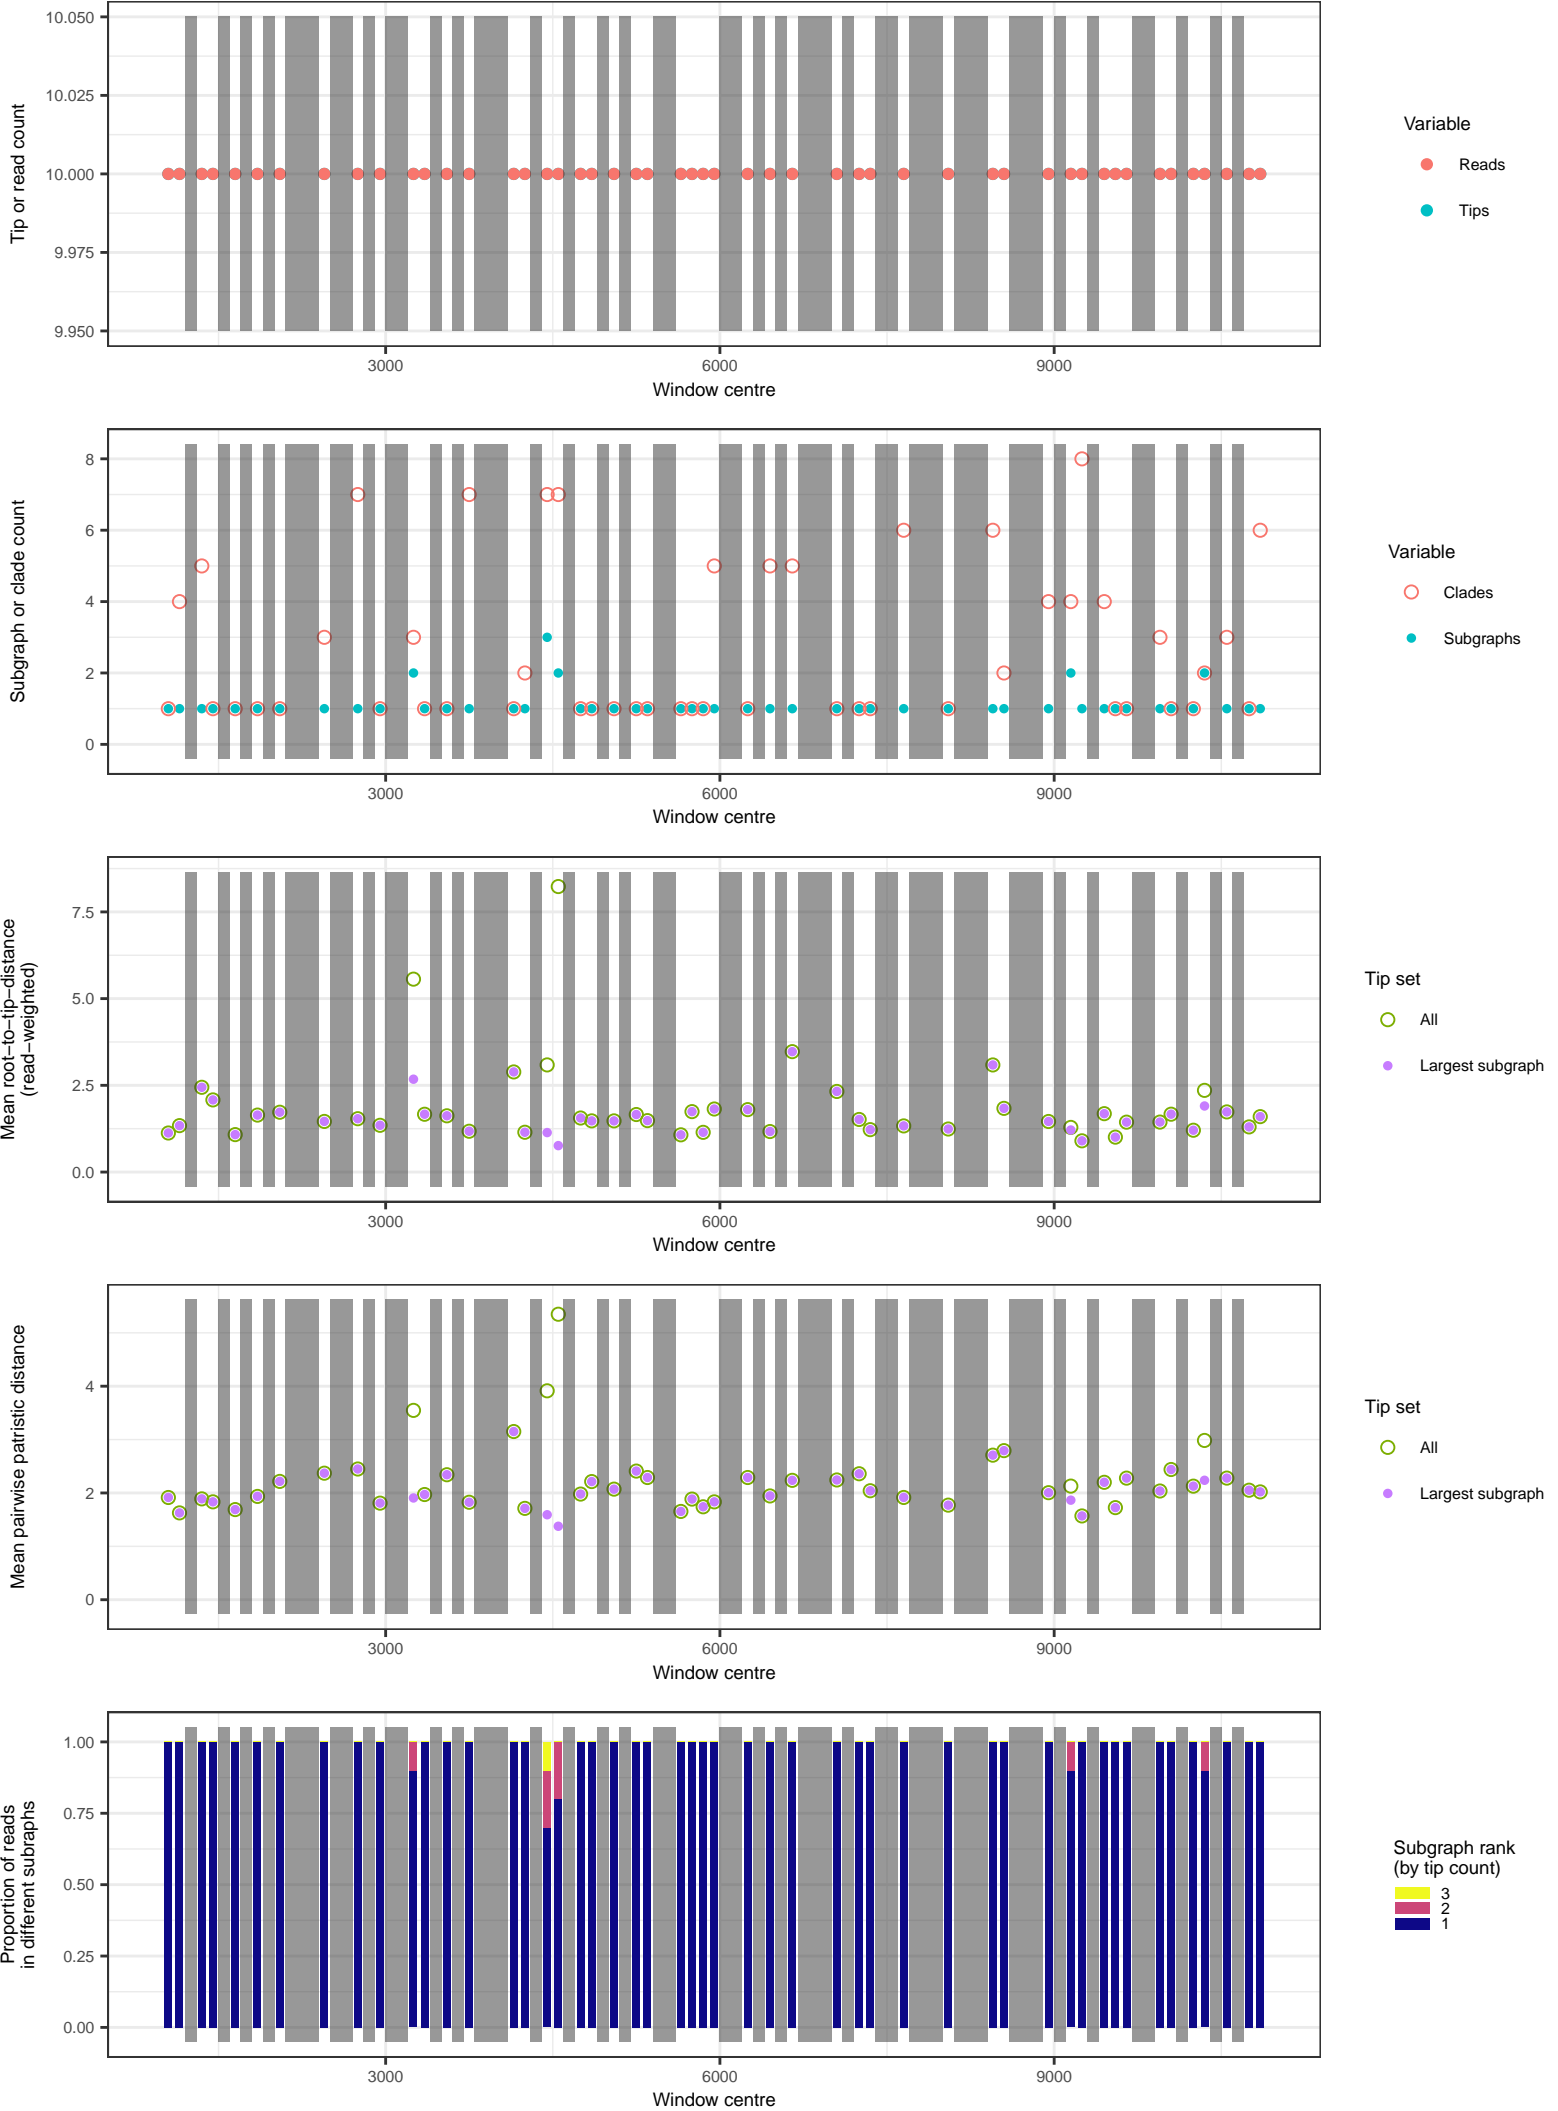 10.050
10.025
10.000
9.975
9.950
Tip or read count
3000
6000
9000
Window centre
Variable
Reads
Tips
8
6
4
2
0
Subgraph or clade count
3000
6000
9000
Window centre
Variable
Clades
Subgraphs
7.5
5.0
2.5
0.0
Mean root−to−tip−distance
(read−weighted)
3000
6000
9000
Window centre
Tip set
All
Largest subgraph
4
2
0
Mean pairwise patristic distance
3000
6000
9000
Window centre
Tip set
All
Largest subgraph
1.00
0.75
0.50
0.25
0.00
Proportion of reads
in different subraphs
3000
6000
9000
Window centre
Subgraph rank
(by tip count)
3
2
1